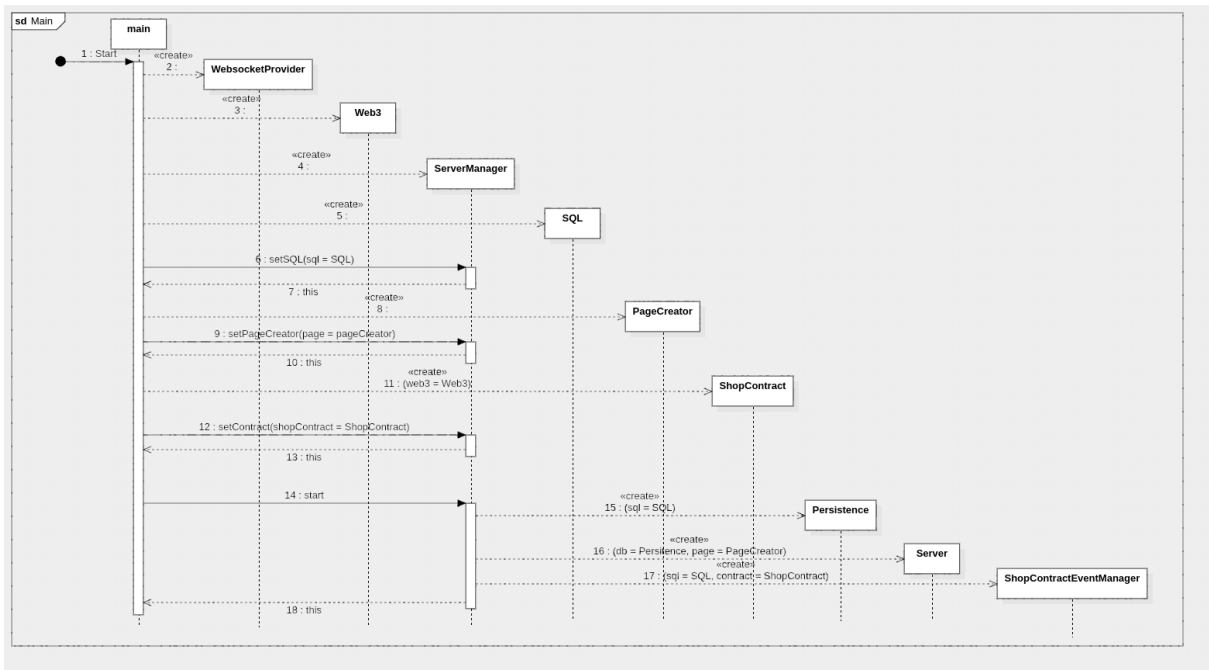 sd Main
main
1 : Start
«create»
2 :
WebsocketProvider
«create»
3 :
Web3
«create»
4 :
ServerManager
«create»
5 :
SQL
6 : setSQL(sql = SQL)
7 : this
«create»
8 :
PageCreator
9 : setPageCreator(page = pageCreator)
10 : this
«create»
11 : (web3 = Web3)
ShopContract
12 : setContract(shopContract = ShopContract)
13 : this
14 : start
«create»
15 : (sql = SQL)
Persistence
«create»
16 : (db = Persitence, page = PageCreator)
Server
«create»
17 : (sql = SQL, contract = ShopContract)
ShopContractEventManager
18 : this